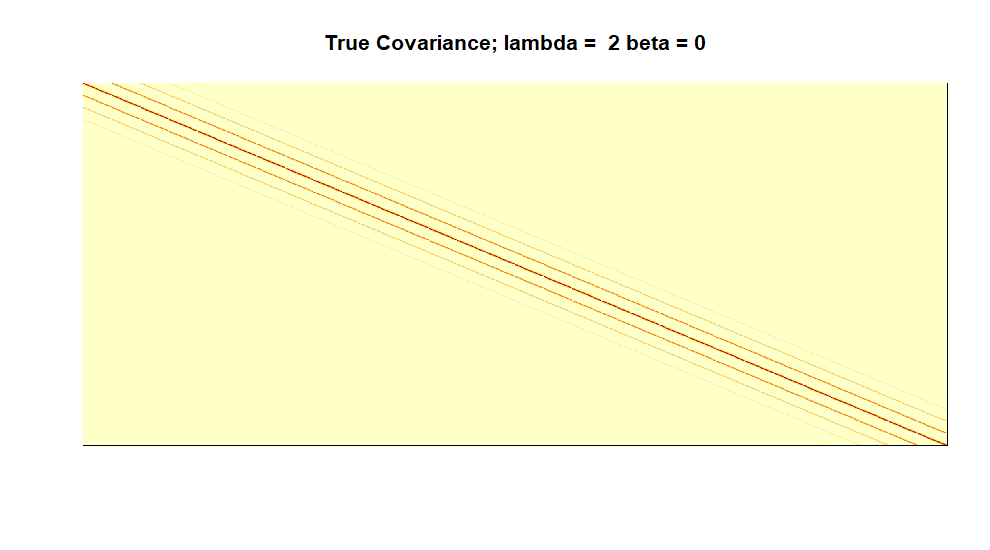 True Covariance; lambda =  2 beta = 0